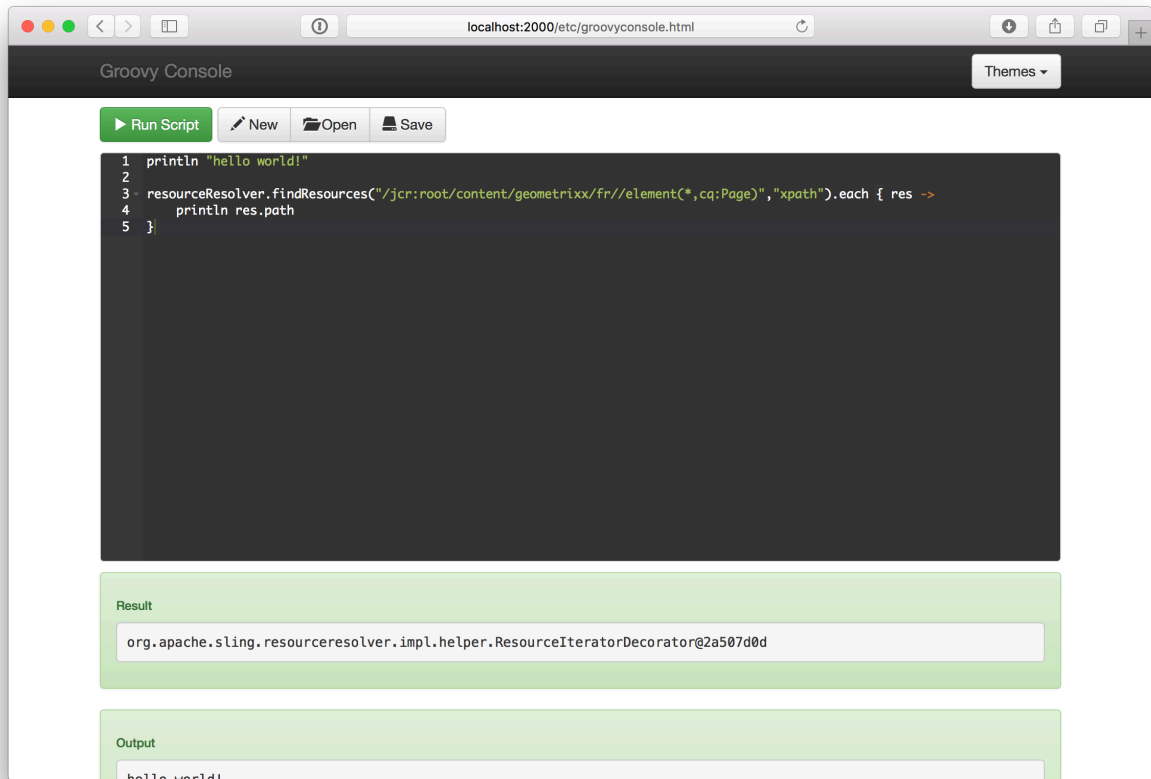 localhost:2000/etc/groovyconsole.html
Groovy Console
Themes
Run Script
New
Open
Save
1 println "hello world!"
2
3 resourceResolver.findResources("/jcr:root/content/geometrixx/fr//element(*,cq:Page)","xpath").each { res ->
4     println res.path
5 }
Result
org.apache.sling.resourceresolver.impl.helper.ResourceIteratorDecorator@2a507d0d
Output
hello world!